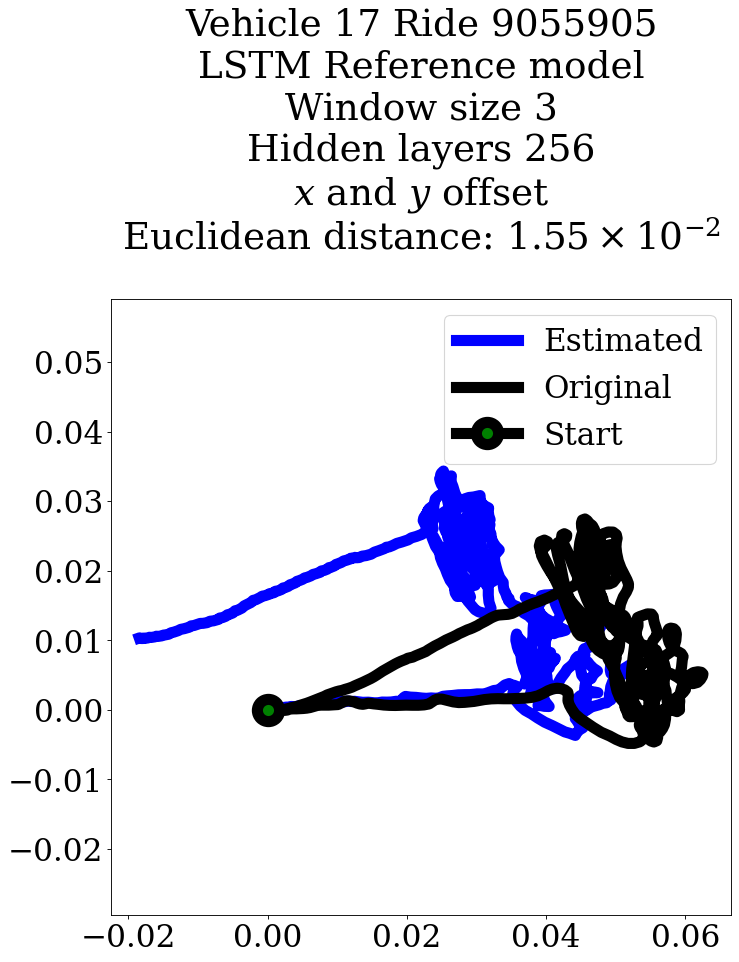 Vehicle 17 Ride 9055905
LSTM Reference model
Window size 3
Hidden layers 256
x and y offset
Euclidean distance: 1.55 × 10⁻²
Estimated
Original
Start
0.05
0.04
0.03
0.02
0.01
0.00
−0.01
−0.02
−0.02 0.00 0.02 0.04 0.06